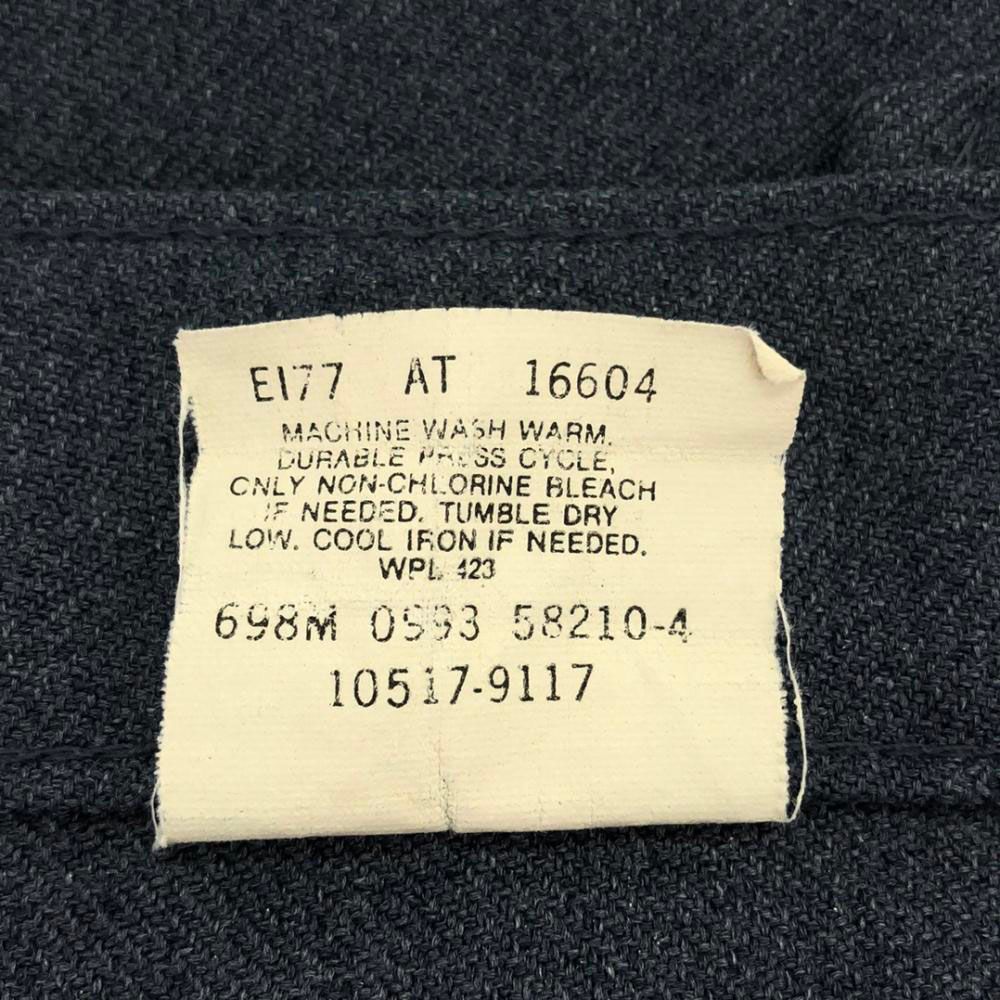 E177 AT 16604
MACHINE WASH WARM.
DURABLE PRESS CYCLE,
ONLY NON-CHLORINE BLEACH
IF NEEDED. TUMBLE DRY
LOW. COOL IRON IF NEEDED.
WPL 423
698M 0993 58210-4
10517-9117